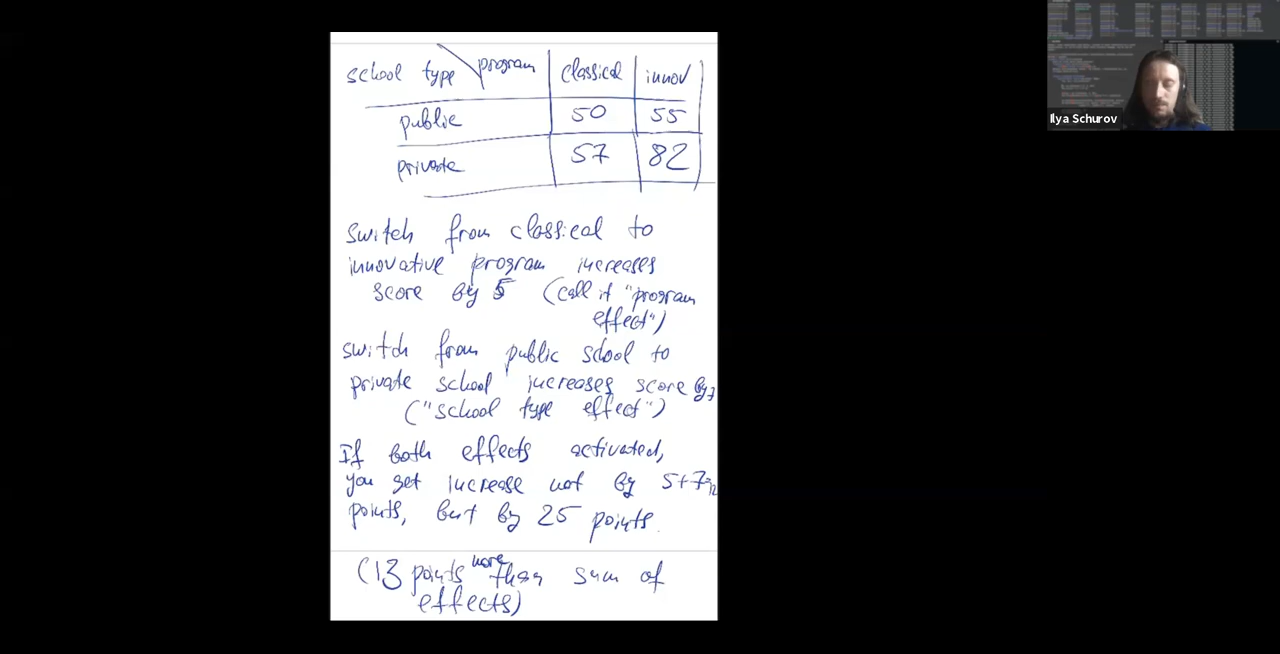 school type \ program classical innov
public 50 55
private 57 82
switch from classical to
innovative program increases
score by 5 (call it "program
effect")
switch from public school to
private school increases score by 7
("school type effect")
If both effects activated,
you get increase not by 5+7=12
points, but by 25 points.
(13 points more than sum of
effects)
Ilya Schurov